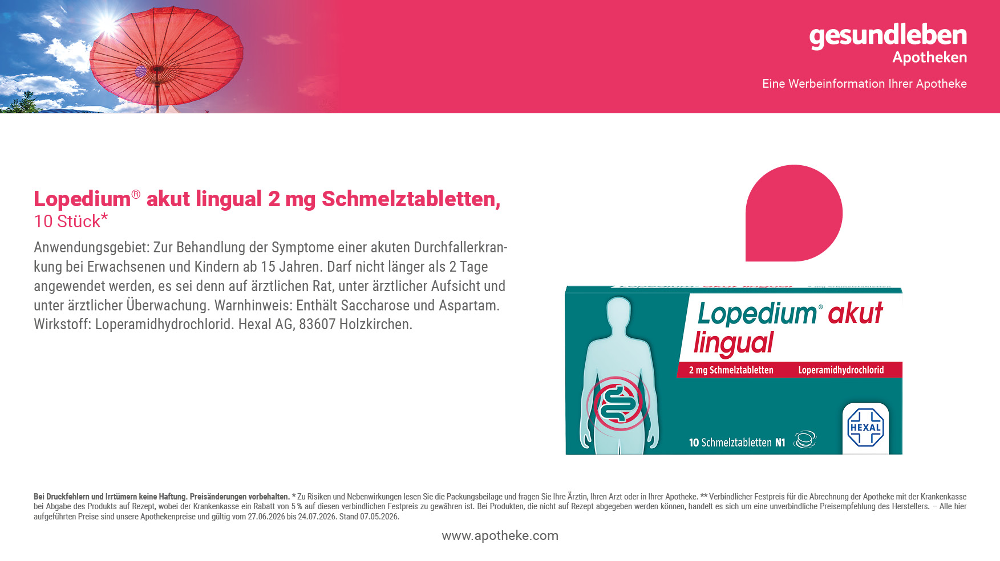 gesundleben
Apotheken
Eine Werbeinformation Ihrer Apotheke
Lopedium® akut lingual 2 mg Schmelztabletten,
10 Stück*
Anwendungsgebiet: Zur Behandlung der Symptome einer akuten Durchfallerkran-
kung bei Erwachsenen und Kindern ab 15 Jahren. Darf nicht länger als 2 Tage
angewendet werden, es sei denn auf ärztlichen Rat, unter ärztlicher Aufsicht und
unter ärztlicher Überwachung. Warnhinweis: Enthält Saccharose und Aspartam.
Wirkstoff: Loperamidhydrochlorid. Hexal AG, 83607 Holzkirchen.
Lopedium® akut
lingual
2 mg Schmelztabletten Loperamidhydrochlorid
HEXAL
10 Schmelztabletten N1
Bei Druckfehlern und Irrtümern keine Haftung. Preisänderungen vorbehalten. * Zu Risiken und Nebenwirkungen lesen Sie die Packungsbeilage und fragen Sie Ihre Ärztin, Ihren Arzt oder in Ihrer Apotheke. ** Verbindlicher Festpreis für die Abrechnung der Apotheke mit der Krankenkasse
bei Abgabe des Produkts auf Rezept, wobei der Krankenkasse ein Rabatt von 5 % auf diesen verbindlichen Festpreis zu gewähren ist. Bei Produkten, die nicht auf Rezept abgegeben werden können, handelt es sich um eine unverbindliche Preisempfehlung des Herstellers. – Alle hier
aufgeführten Preise sind unsere Apothekenpreise und gültig vom 27.06.2026 bis 24.07.2026. Stand 07.05.2026.
www.apotheke.com